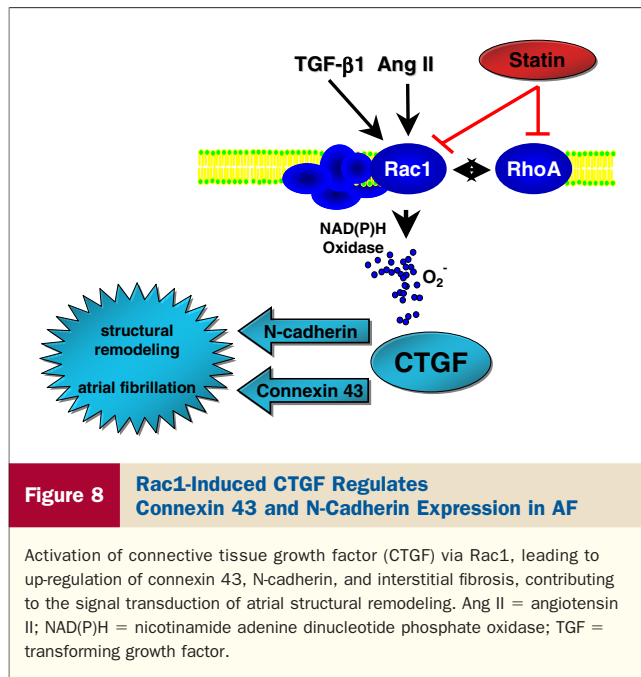 TGF-β1 Ang II
Statin
Rac1
RhoA
NAD(P)H
Oxidase
O2-
structural
remodeling
atrial fibrillation
N-cadherin
Connexin 43
CTGF
Figure 8
Rac1-Induced CTGF Regulates
Connexin 43 and N-Cadherin Expression in AF
Activation of connective tissue growth factor (CTGF) via Rac1, leading to
up-regulation of connexin 43, N-cadherin, and interstitial fibrosis, contributing
to the signal transduction of atrial structural remodeling. Ang II = angiotensin
II; NAD(P)H = nicotinamide adenine dinucleotide phosphate oxidase; TGF =
transforming growth factor.